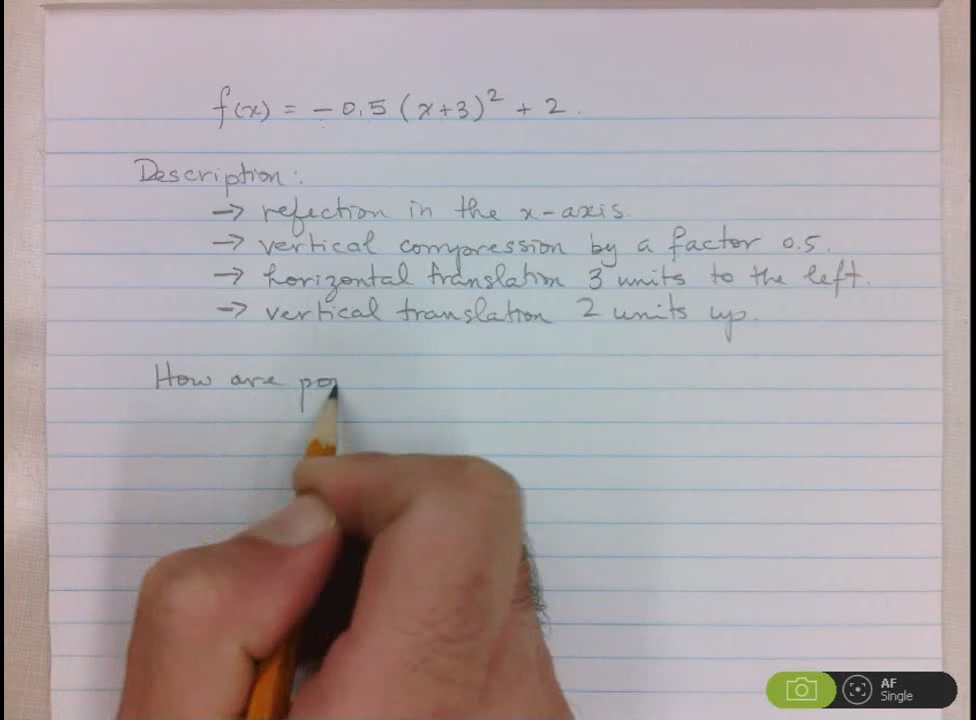 f(x) = -0.5 (x+3)² + 2
Description:
→ refection in the x-axis.
→ vertical compression by a factor 0.5.
→ horizontal translation 3 units to the left.
→ vertical translation 2 units up.
How are po
AF
Single